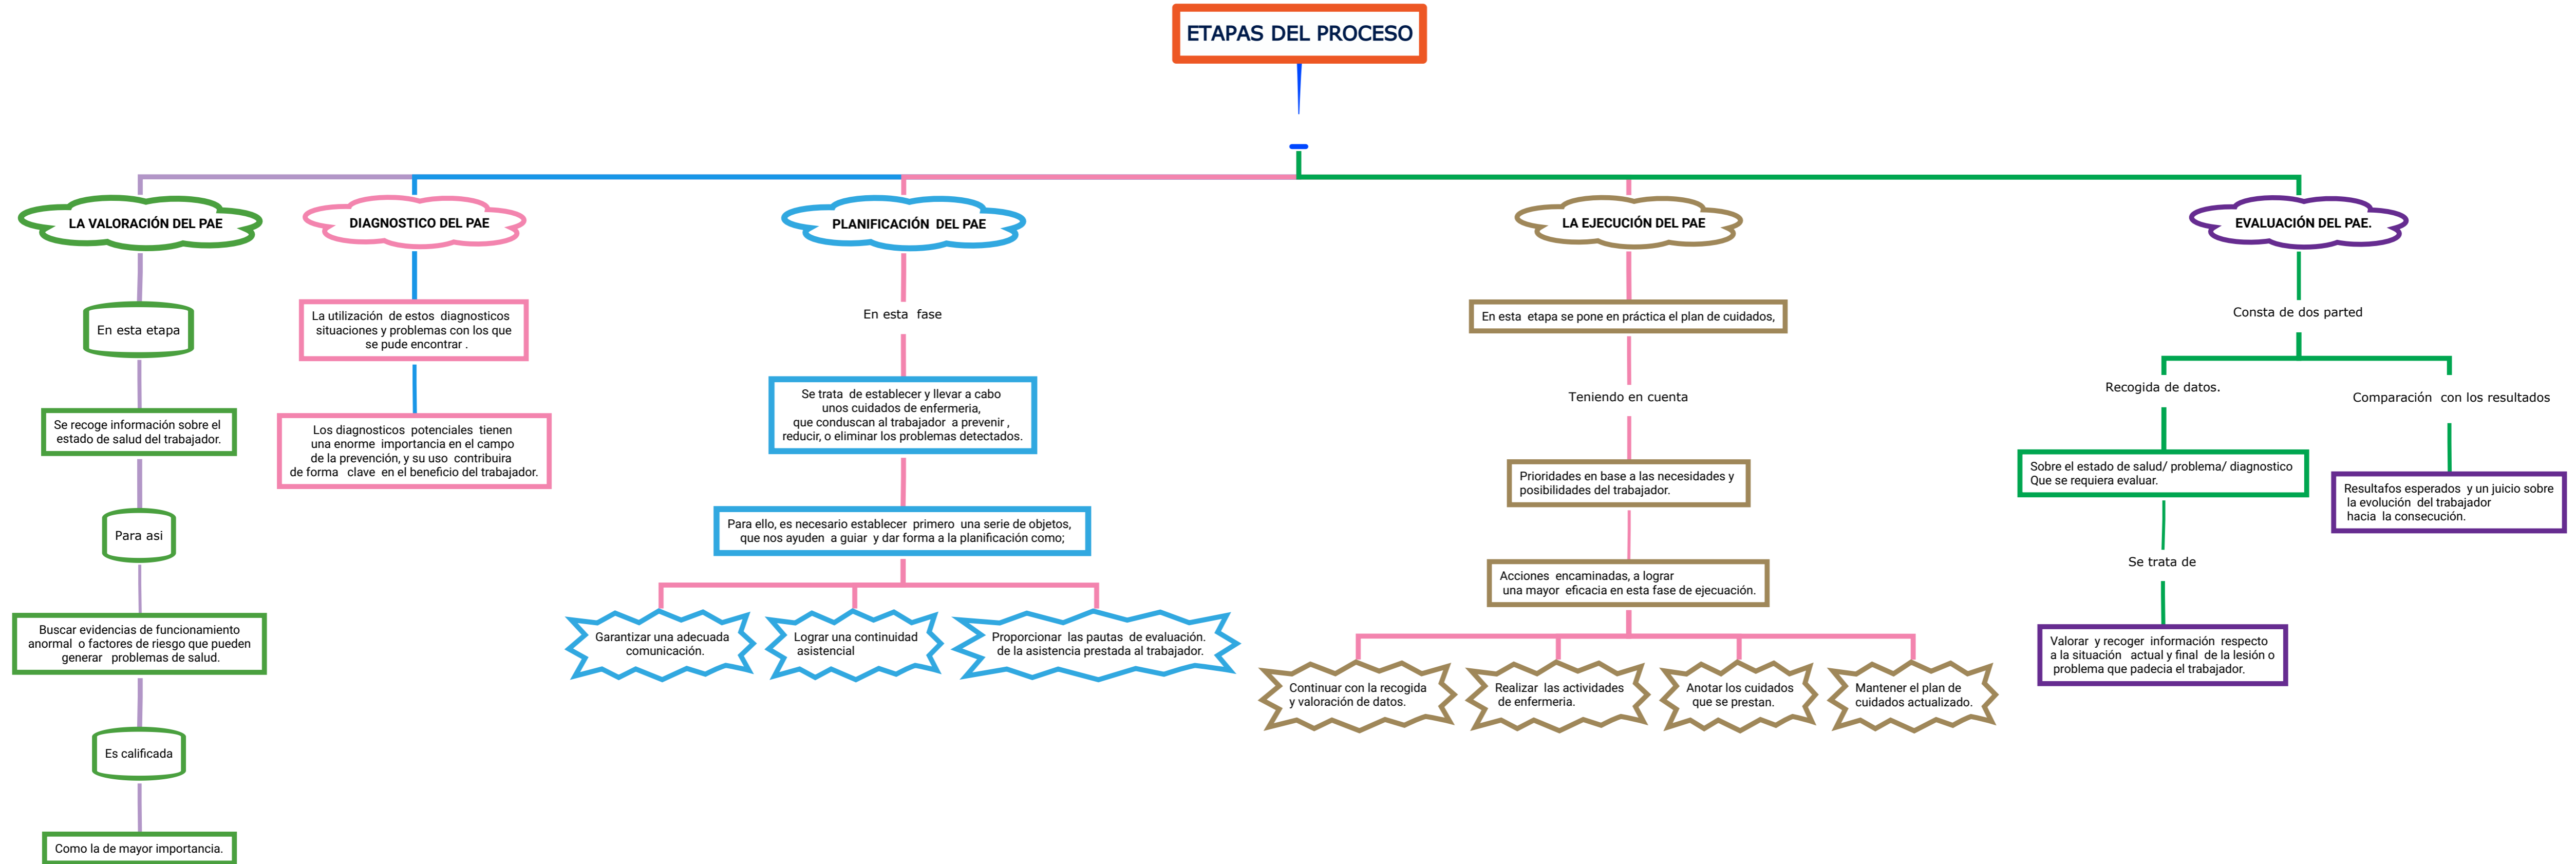 ETAPAS DEL PROCESO
LA VALORACIÓN DEL PAE
En esta etapa
Se recoge información sobre el
estado de salud del trabajador.
Para asi
Buscar evidencias de funcionamiento
anormal o factores de riesgo que pueden
generar problemas de salud.
Es calificada
Como la de mayor importancia.
DIAGNOSTICO DEL PAE
La utilización de estos diagnosticos
situaciones y problemas con los que
se pude encontrar .
Los diagnosticos potenciales tienen
una enorme importancia en el campo
de la prevención, y su uso contribuira
de forma clave en el beneficio del trabajador.
PLANIFICACIÓN DEL PAE
En esta fase
Se trata de establecer y llevar a cabo
unos cuidados de enfermeria,
que conduscan al trabajador a prevenir ,
reducir, o eliminar los problemas detectados.
Para ello, es necesario establecer primero una serie de objetos,
que nos ayuden a guiar y dar forma a la planificación como;
Garantizar una adecuada
comunicación.
Lograr una continuidad
asistencial
Proporcionar las pautas de evaluación.
de la asistencia prestada al trabajador.
LA EJECUCIÓN DEL PAE
En esta etapa se pone en práctica el plan de cuidados,
Teniendo en cuenta
Prioridades en base a las necesidades y
posibilidades del trabajador.
Acciones encaminadas, a lograr
una mayor eficacia en esta fase de ejecución.
Continuar con la recogida
y valoración de datos.
Realizar las actividades
de enfermeria.
Anotar los cuidados
que se prestan.
Mantener el plan de
cuidados actualizado.
EVALUACIÓN DEL PAE.
Consta de dos parted
Recogida de datos.
Sobre el estado de salud/ problema/ diagnostico
Que se requiera evaluar.
Se trata de
Valorar y recoger información respecto
a la situación actual y final de la lesión o
problema que padecia el trabajador.
Comparación con los resultados
Resultafos esperados y un juicio sobre
la evolución del trabajador
hacia la consecución.